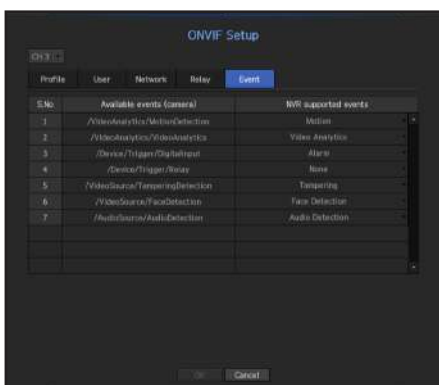 ONVIF Setup
Ch 3
Profile User Network Relay Event
S.No Available events (camera) NVR supported events
1 /VideoAnalytics/MotionDetection Motion
2 /VideoAnalytics/VideoAnalytics Video Analytics
3 /Device/Trigger/DigitalInput Alarm
4 /Device/Trigger/Relay None
5 /VideoSource/TamperingDetection Tampering
6 /VideoSource/FaceDetection Face Detection
7 /AudioSource/AudioDetection Audio Detection
OK Cancel